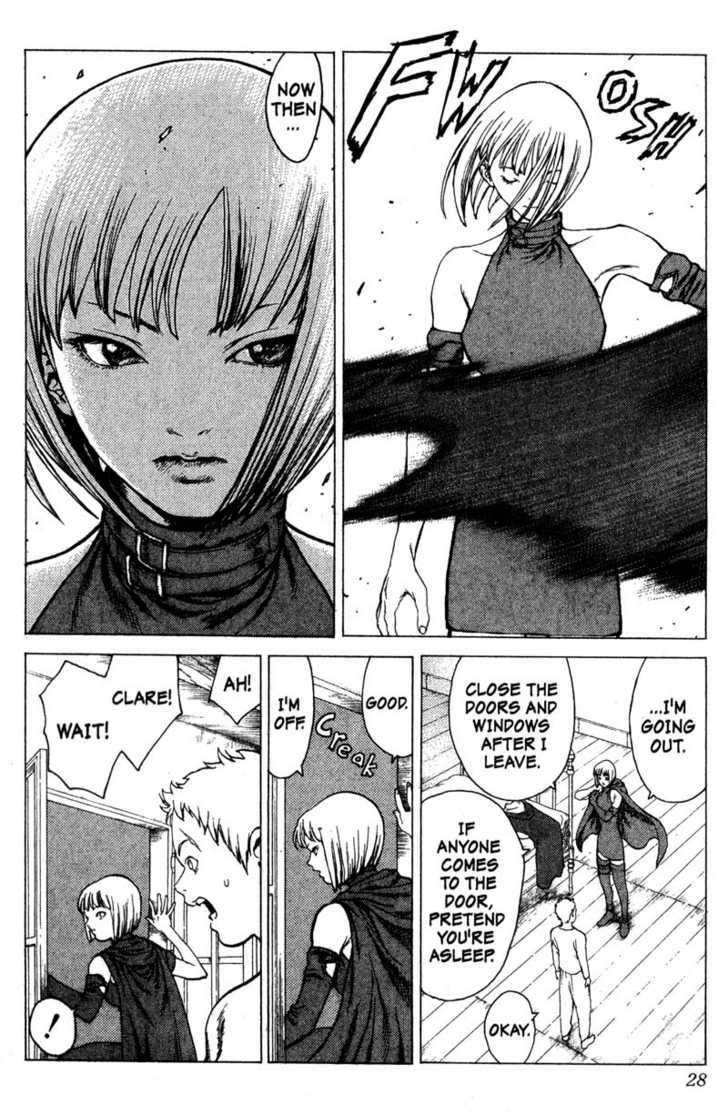 FW
OSH
NOW
THEN
...
...I'M
GOING
OUT.
CLOSE THE
DOORS AND
WINDOWS
AFTER I
LEAVE.
IF
ANYONE
COMES
TO THE
DOOR,
PRETEND
YOU'RE
ASLEEP.
OKAY.
GOOD.
Creak
I'M
OFF.
AH!
CLARE!
WAIT!
!
28